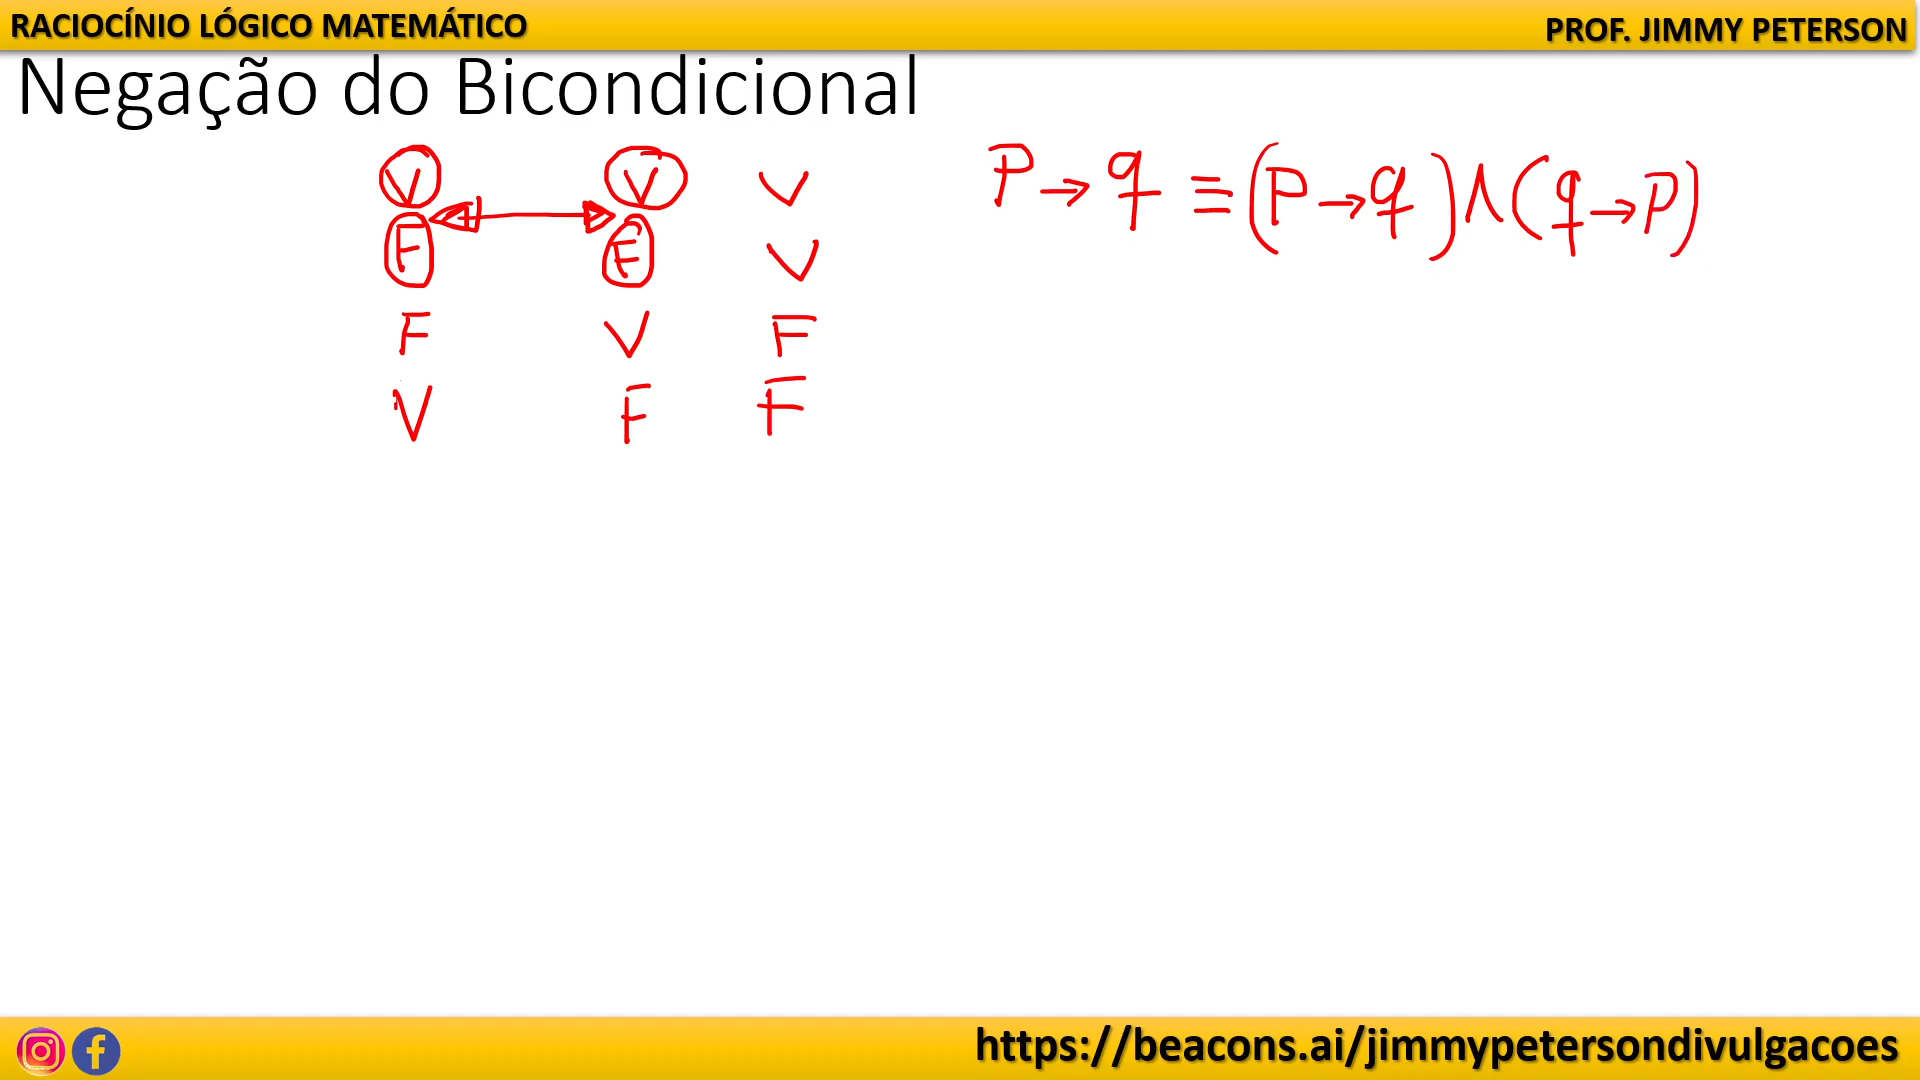 RACIOCÍNIO LÓGICO MATEMÁTICO
PROF. JIMMY PETERSON
Negação do Bicondicional
P → q ≡ (P → q) Λ (q → P)
V ↔ V V
F F V
F V F
V F F
https://beacons.ai/jimmypetersondivulgacoes